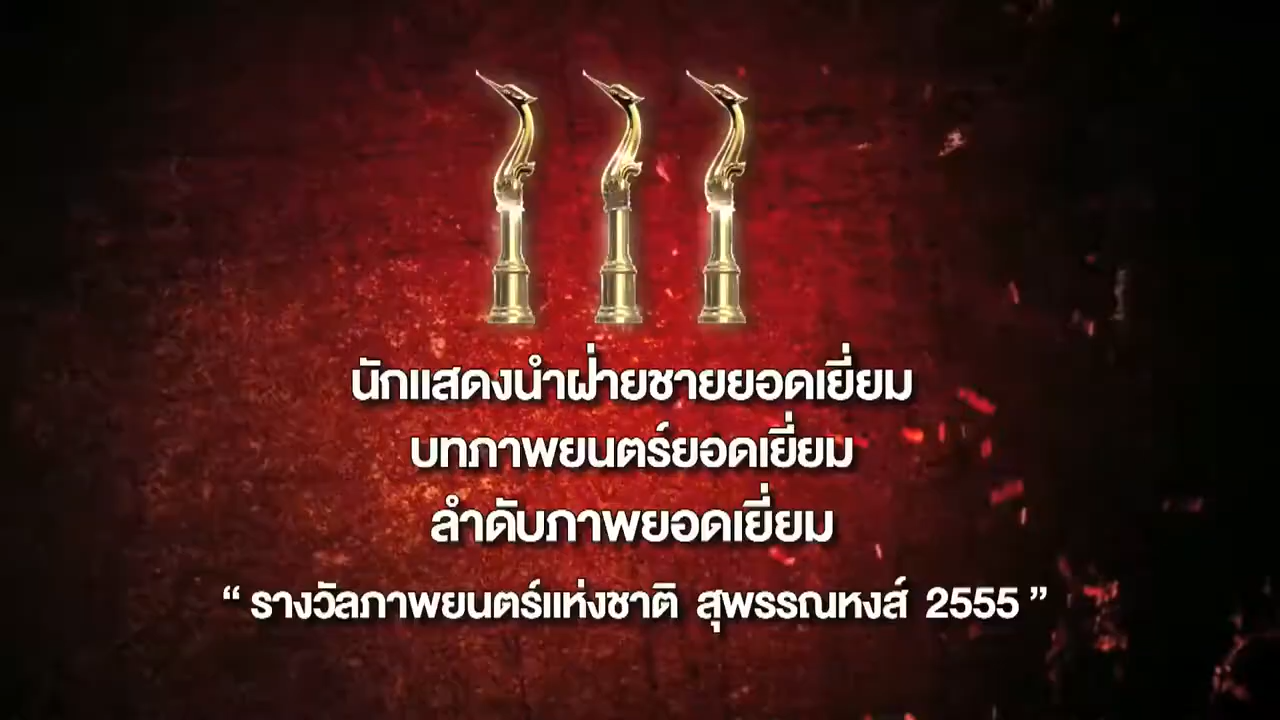 นักแสดงนำฝ่ายชายยอดเยี่ยม
บทภาพยนตร์ยอดเยี่ยม
ลำดับภาพยอดเยี่ยม
“ รางวัลภาพยนตร์แห่งชาติ สุพรรณหงส์ 2555 ”